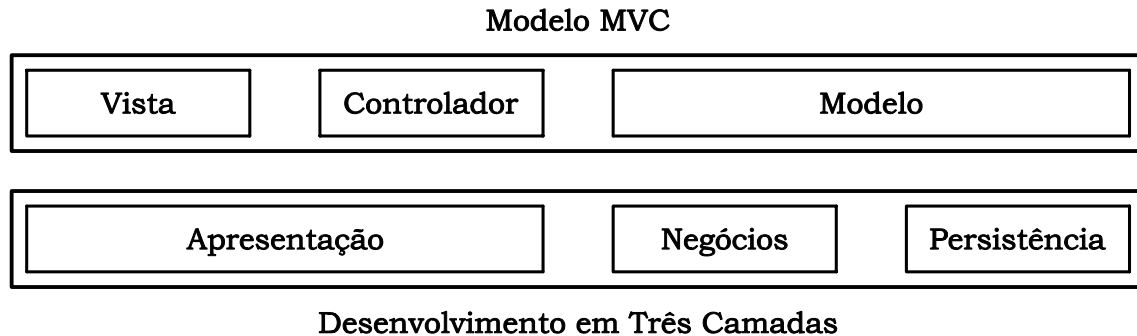 Modelo MVC
Vista Controlador Modelo
Apresentação Negócios Persistência
Desenvolvimento em Três Camadas